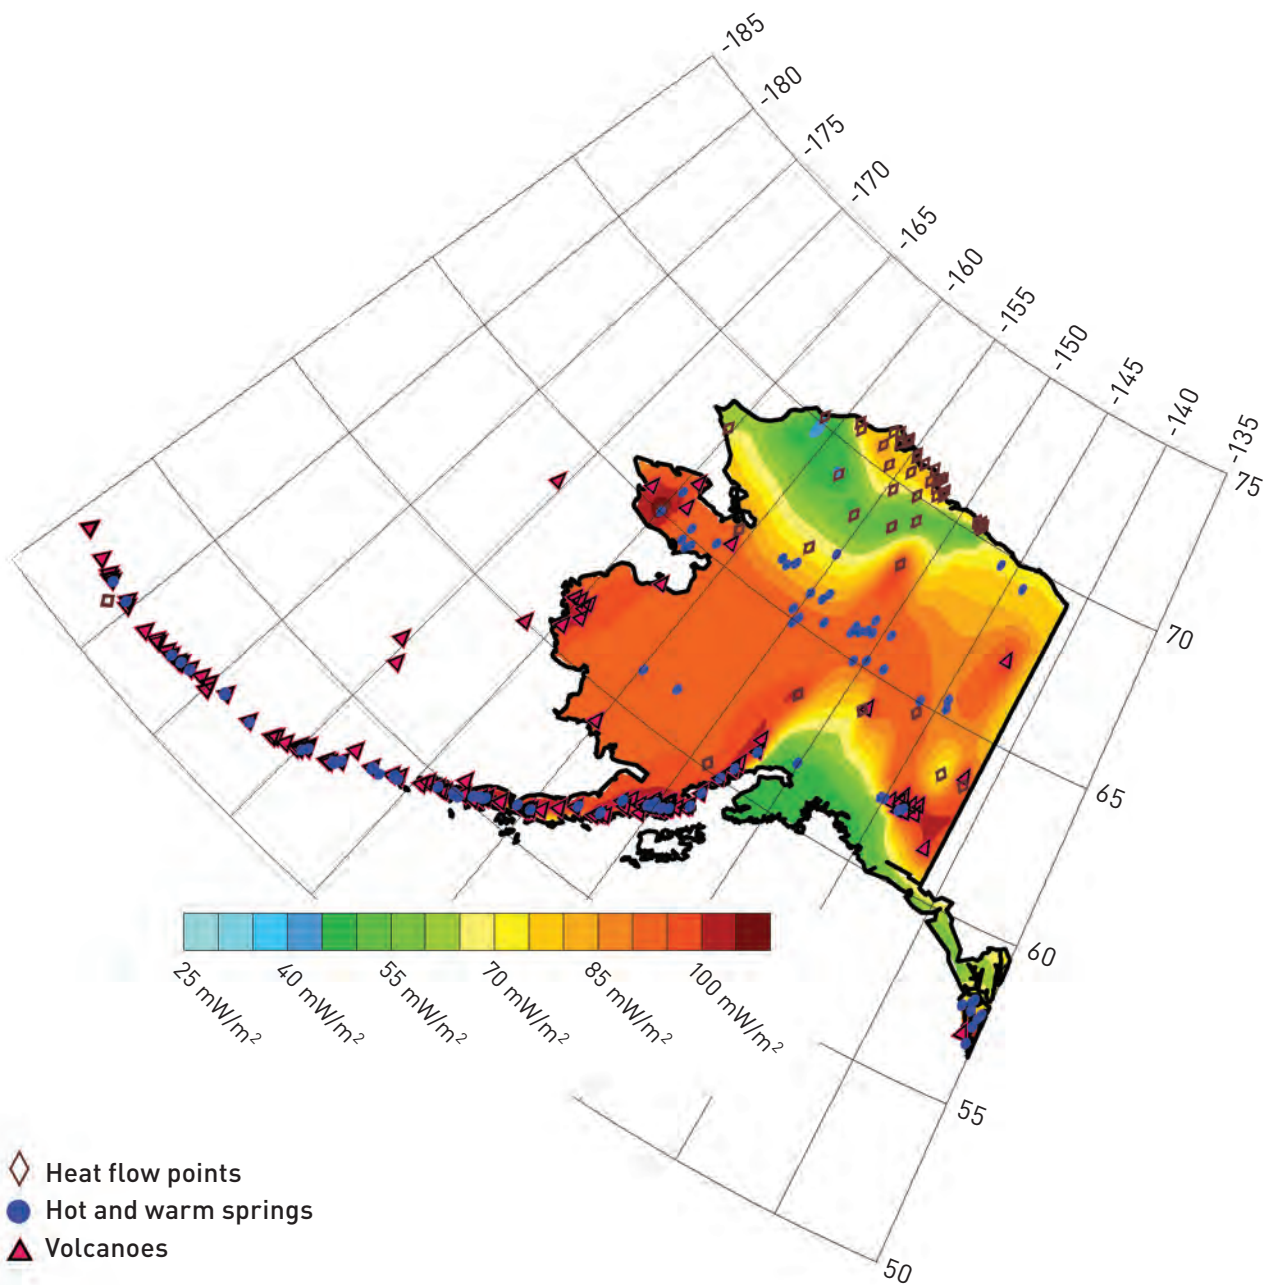 -185
-180
-175
-170
-165
-160
-155
-150
-145
-140
-135
75
70
65
60
55
50
25 mW/m²
40 mW/m²
55 mW/m²
70 mW/m²
85 mW/m²
100 mW/m²
Heat flow points
Hot and warm springs
Volcanoes